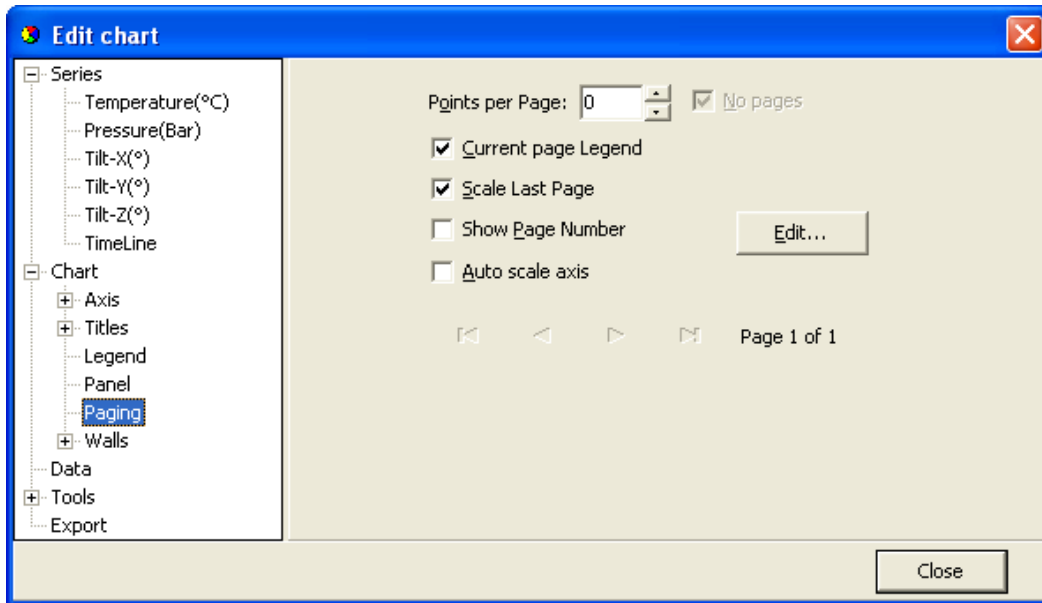 Edit chart
Series
Temperature(°C)
Pressure(Bar)
Tilt-X(°)
Tilt-Y(°)
Tilt-Z(°)
TimeLine
Chart
Axis
Titles
Legend
Panel
Paging
Walls
Data
Tools
Export
Points per Page: 0 No pages
Current page Legend
Scale Last Page
Show Page Number Edit...
Auto scale axis
Page 1 of 1
Close